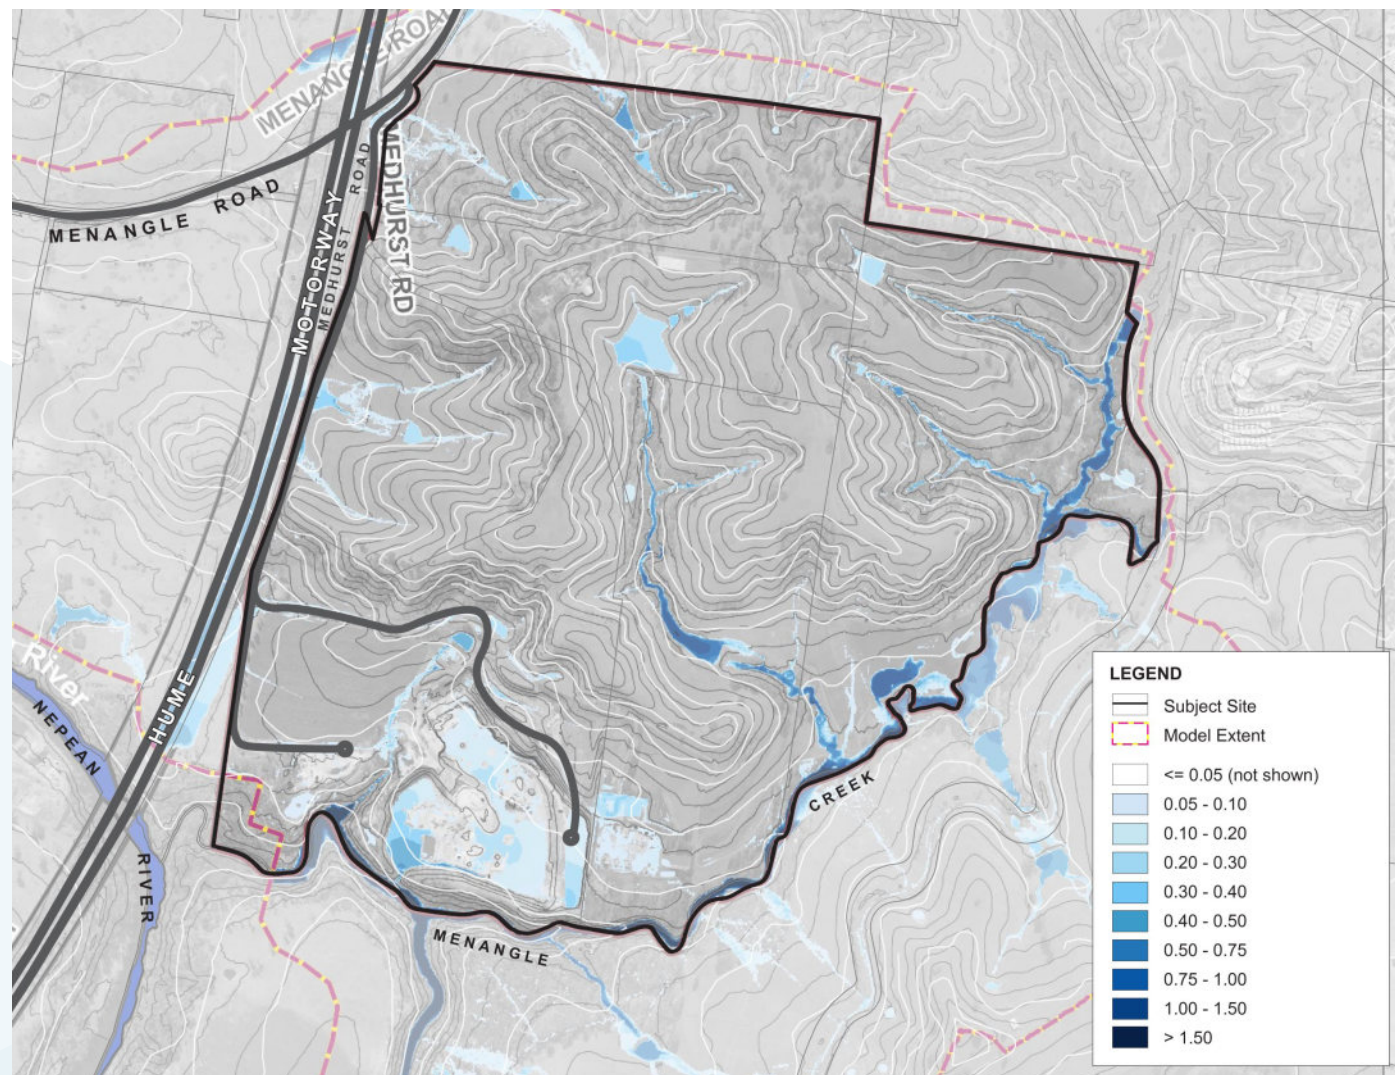 MENANGLE ROAD
MENANGLE ROAD
MEDHURST ROAD
MEDHURST RD
MOTORWAY
MEDHURST
River
NEPEAN
HUME
RIVER
CREEK
MENANGLE
LEGEND
Subject Site
Model Extent
<= 0.05 (not shown)
0.05 - 0.10
0.10 - 0.20
0.20 - 0.30
0.30 - 0.40
0.40 - 0.50
0.50 - 0.75
0.75 - 1.00
1.00 - 1.50
> 1.50